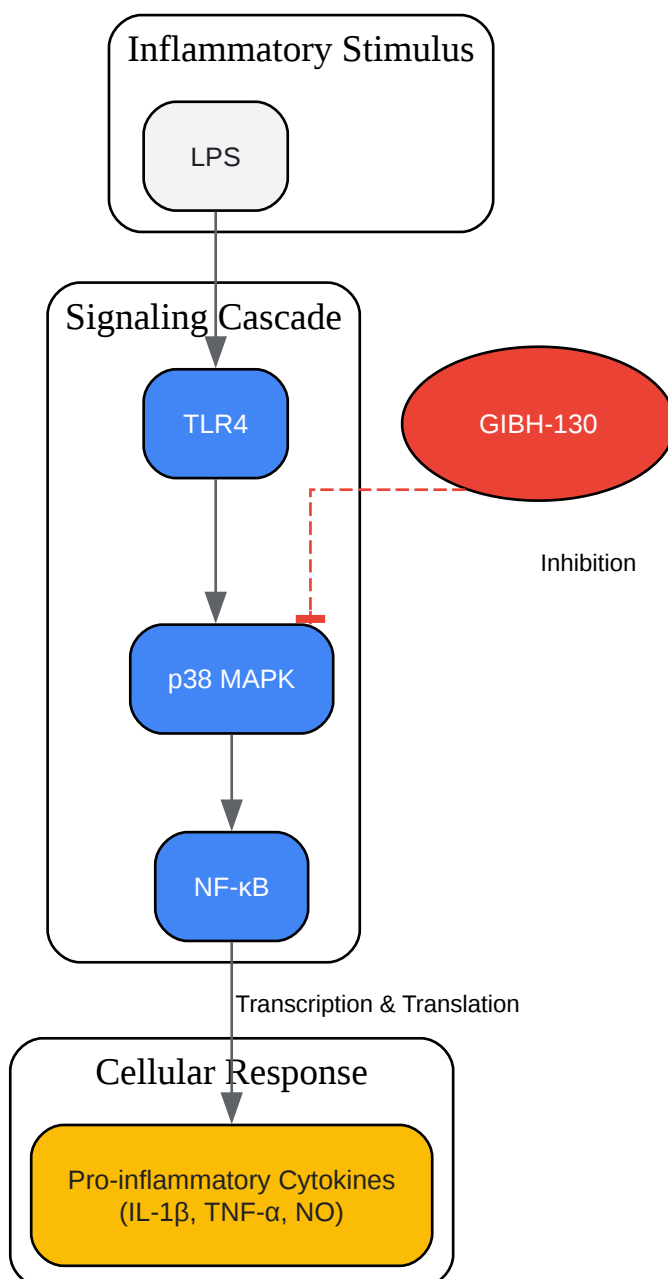 Inflammatory Stimulus
LPS
Signaling Cascade
TLR4
GIBH-130
Inhibition
p38 MAPK
NF-κB
Transcription & Translation
Cellular Response
Pro-inflammatory Cytokines
(IL-1β, TNF-α, NO)